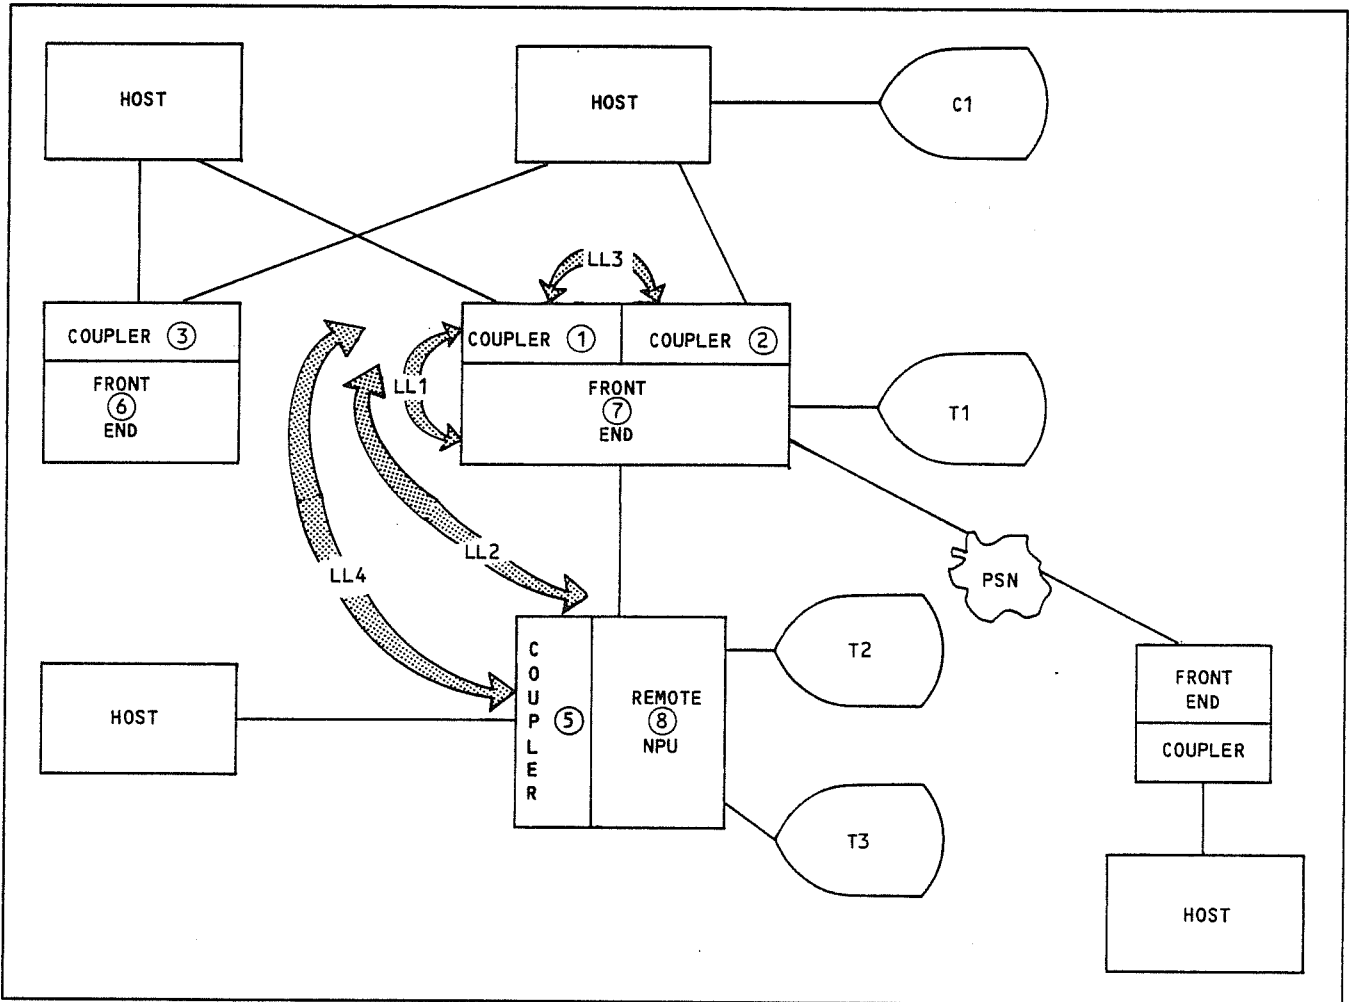 HOST
HOST
C1
LL3
COUPLER 3
FRONT
6
END
COUPLER 1
COUPLER 2
LL1
FRONT
7
END
T1
LL2
LL4
PSN
COUPLER
5
REMOTE
8
NPU
T2
T3
HOST
FRONT
END
COUPLER
HOST